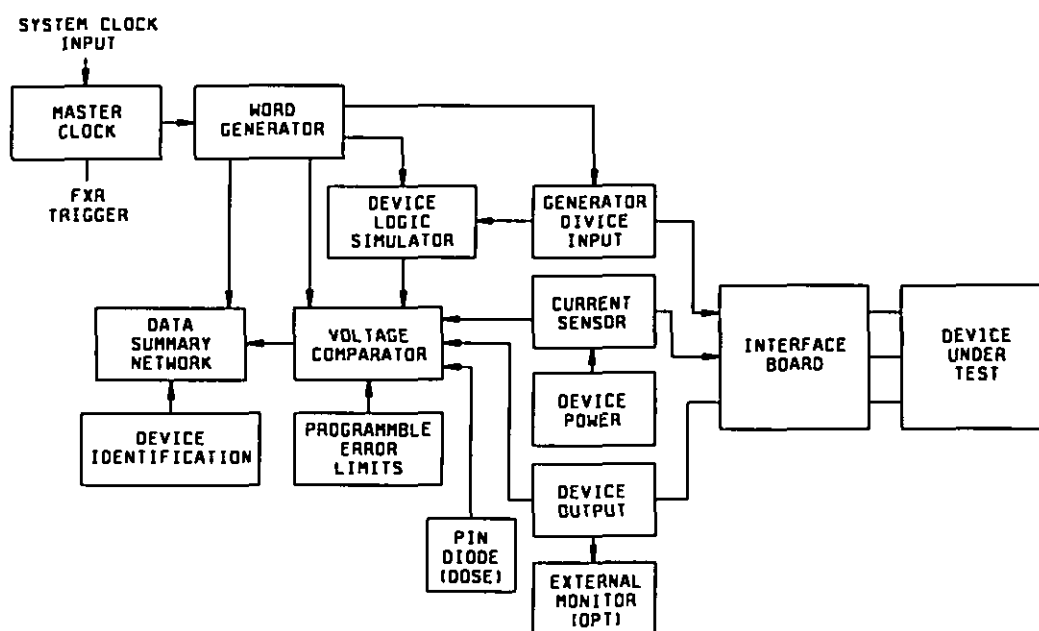 SYSTEM CLOCK
INPUT
MASTER
CLOCK
FXR
TRIGGER
WORD
GENERATOR
DEVICE
LOGIC
SIMULATOR
GENERATOR
DIVICE
INPUT
DATA
SUMMARY
NETWORK
VOLTAGE
COMPARATOR
CURRENT
SENSOR
INTERFACE
BOARD
DEVICE
UNDER
TEST
DEVICE
IDENTIFICATION
PROGRAMMBLE
ERROR
LIMITS
DEVICE
POWER
PIN
DIODE
(DOSE)
DEVICE
OUTPUT
EXTERNAL
MONITOR
(OPT)